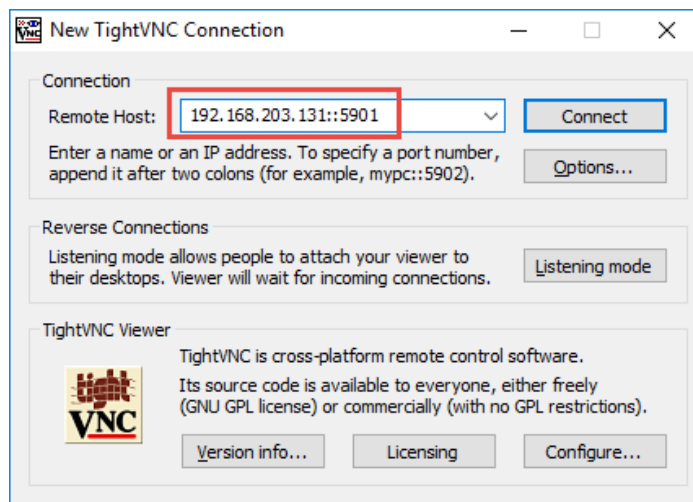 New TightVNC Connection
Connection
Remote Host: 192.168.203.131::5901 Connect
Enter a name or an IP address. To specify a port number,
append it after two colons (for example, mypc::5902). Options...
Reverse Connections
Listening mode allows people to attach your viewer to
their desktops. Viewer will wait for incoming connections. Listening mode
TightVNC Viewer
TightVNC is cross-platform remote control software.
Its source code is available to everyone, either freely
(GNU GPL license) or commercially (with no GPL restrictions).
tight
VNC
Version info... Licensing Configure...